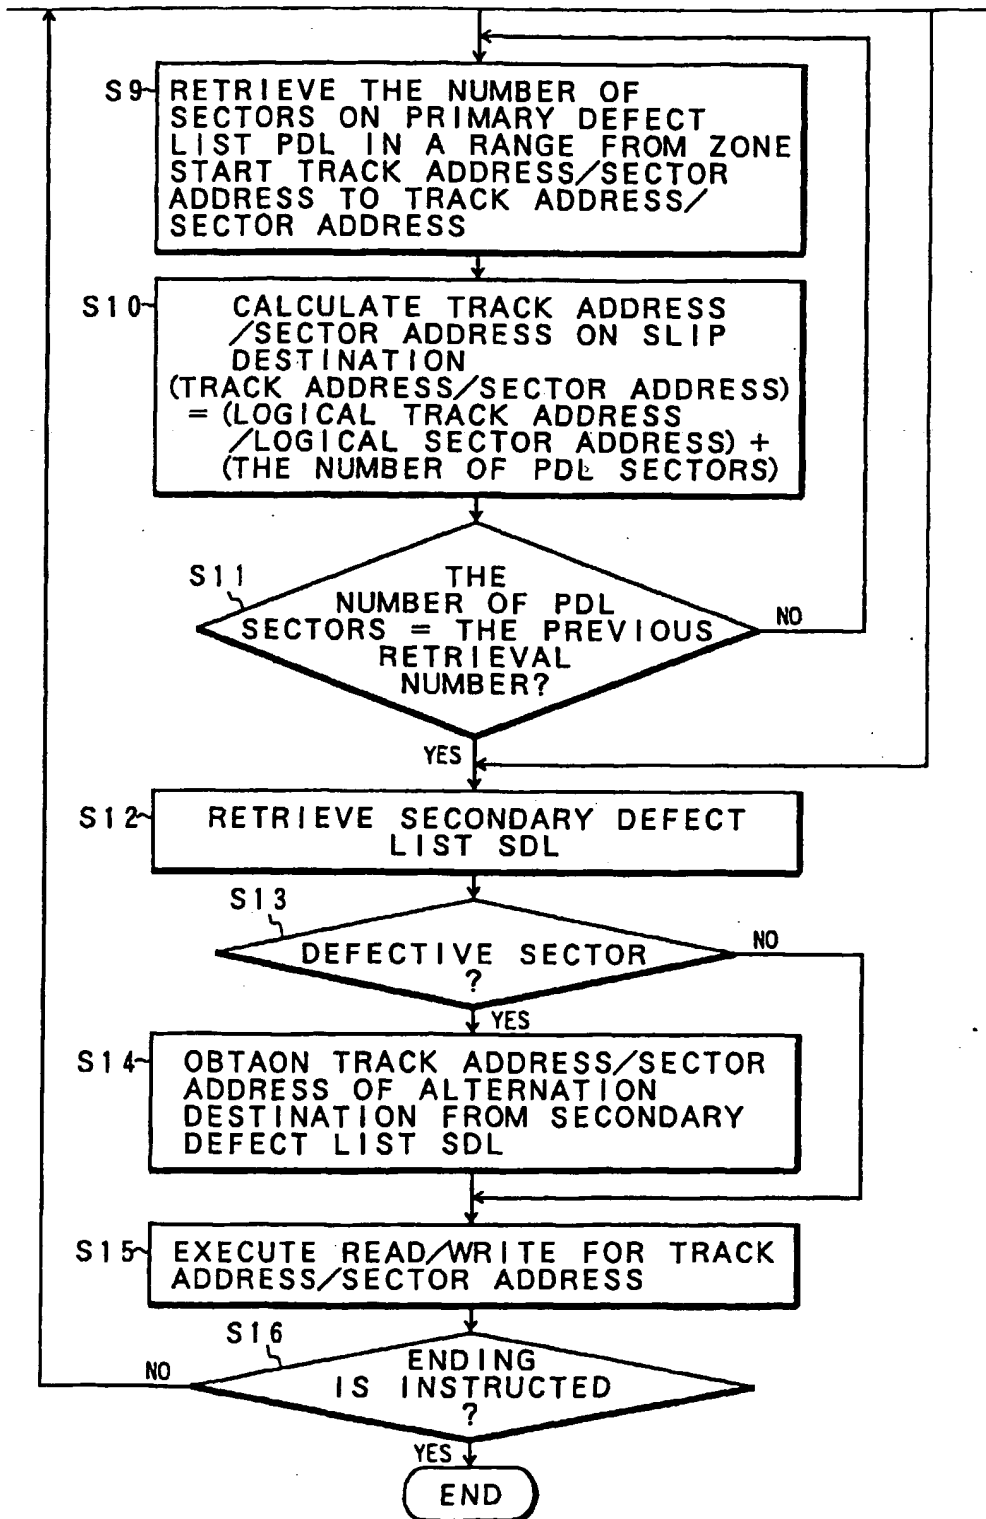 S9
RETRIEVE THE NUMBER OF
SECTORS ON PRIMARY DEFECT
LIST PDL IN A RANGE FROM ZONE
START TRACK ADDRESS/SECTOR
ADDRESS TO TRACK ADDRESS/
SECTOR ADDRESS
S10
CALCULATE TRACK ADDRESS
/SECTOR ADDRESS ON SLIP
DESTINATION
(TRACK ADDRESS/SECTOR ADDRESS)
= (LOGICAL TRACK ADDRESS
/LOGICAL SECTOR ADDRESS) +
(THE NUMBER OF PDL SECTORS)
S11
THE
NUMBER OF PDL
SECTORS = THE PREVIOUS
RETRIEVAL
NUMBER?
NO
YES
S12
RETRIEVE SECONDARY DEFECT
LIST SDL
S13
DEFECTIVE SECTOR
?
NO
YES
S14
OBTAON TRACK ADDRESS/SECTOR
ADDRESS OF ALTERNATION
DESTINATION FROM SECONDARY
DEFECT LIST SDL
S15
EXECUTE READ/WRITE FOR TRACK
ADDRESS/SECTOR ADDRESS
S16
ENDING
IS INSTRUCTED
?
NO
YES
END